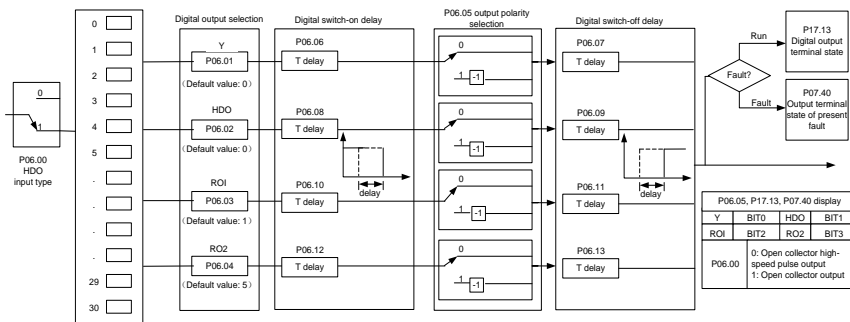 Digital output selection
Digital switch-on delay
P06.05 output polarity
selection
Digital switch-off delay
0
1
2
3
4
5
.
.
.
.
29
30
0
1
P06.00
HDO
input type
Y
P06.01
(Default value: 0)
HDO
P06.02
(Default value: 0)
ROI
P06.03
(Default value: 1)
RO2
P06.04
(Default value: 5)
P06.06
T delay
P06.08
T delay
delay
P06.10
T delay
P06.12
T delay
0
1
-1
0
1
-1
0
1
-1
0
1
-1
P06.07
T delay
P06.09
T delay
delay
P06.11
T delay
P06.13
T delay
Run
Fault?
Fault
P17.13
Digital output
terminal state
P07.40
Output terminal
state of present
fault
P06.05, P17.13, P07.40 display
Y BIT0 HDO BIT1
ROI BIT2 RO2 BIT3
P06.00
0: Open collector high-
speed pulse output
1: Open collector output